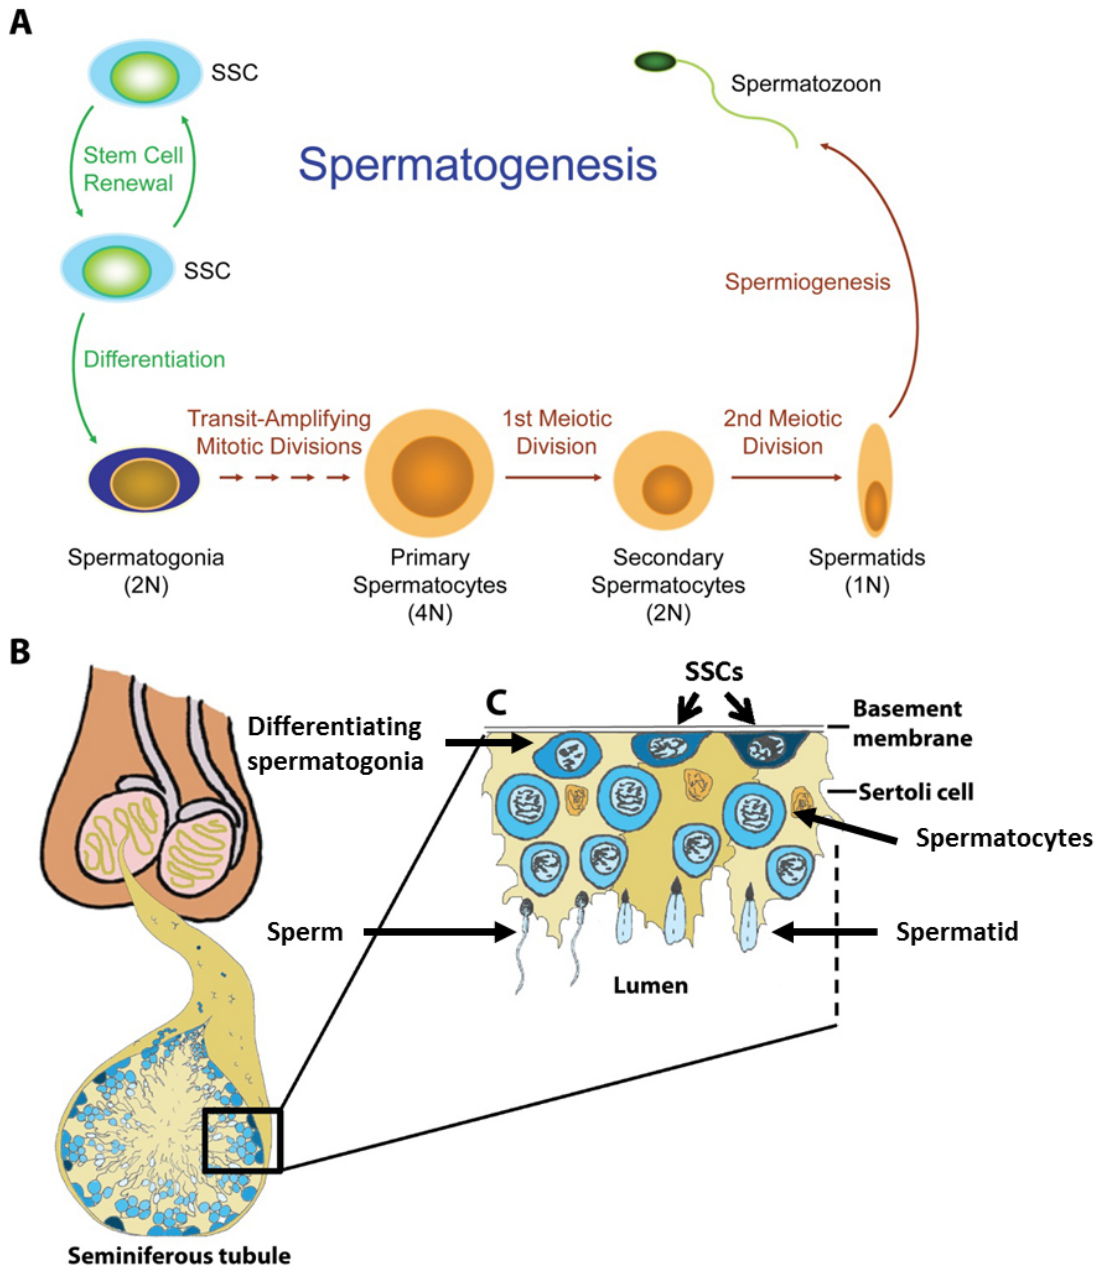 A
SSC
Stem Cell
Renewal
SSC
Differentiation
Spermatogenesis
Spermatozoon
Spermiogenesis
Transit-Amplifying
Mitotic Divisions
1st Meiotic
Division
2nd Meiotic
Division
Spermatogonia
(2N)
Primary
Spermatocytes
(4N)
Secondary
Spermatocytes
(2N)
Spermatids
(1N)
B
Seminiferous tubule
C
SSCs
Differentiating
spermatogonia
Basement
membrane
Sertoli cell
Spermatocytes
Sperm
Spermatid
Lumen